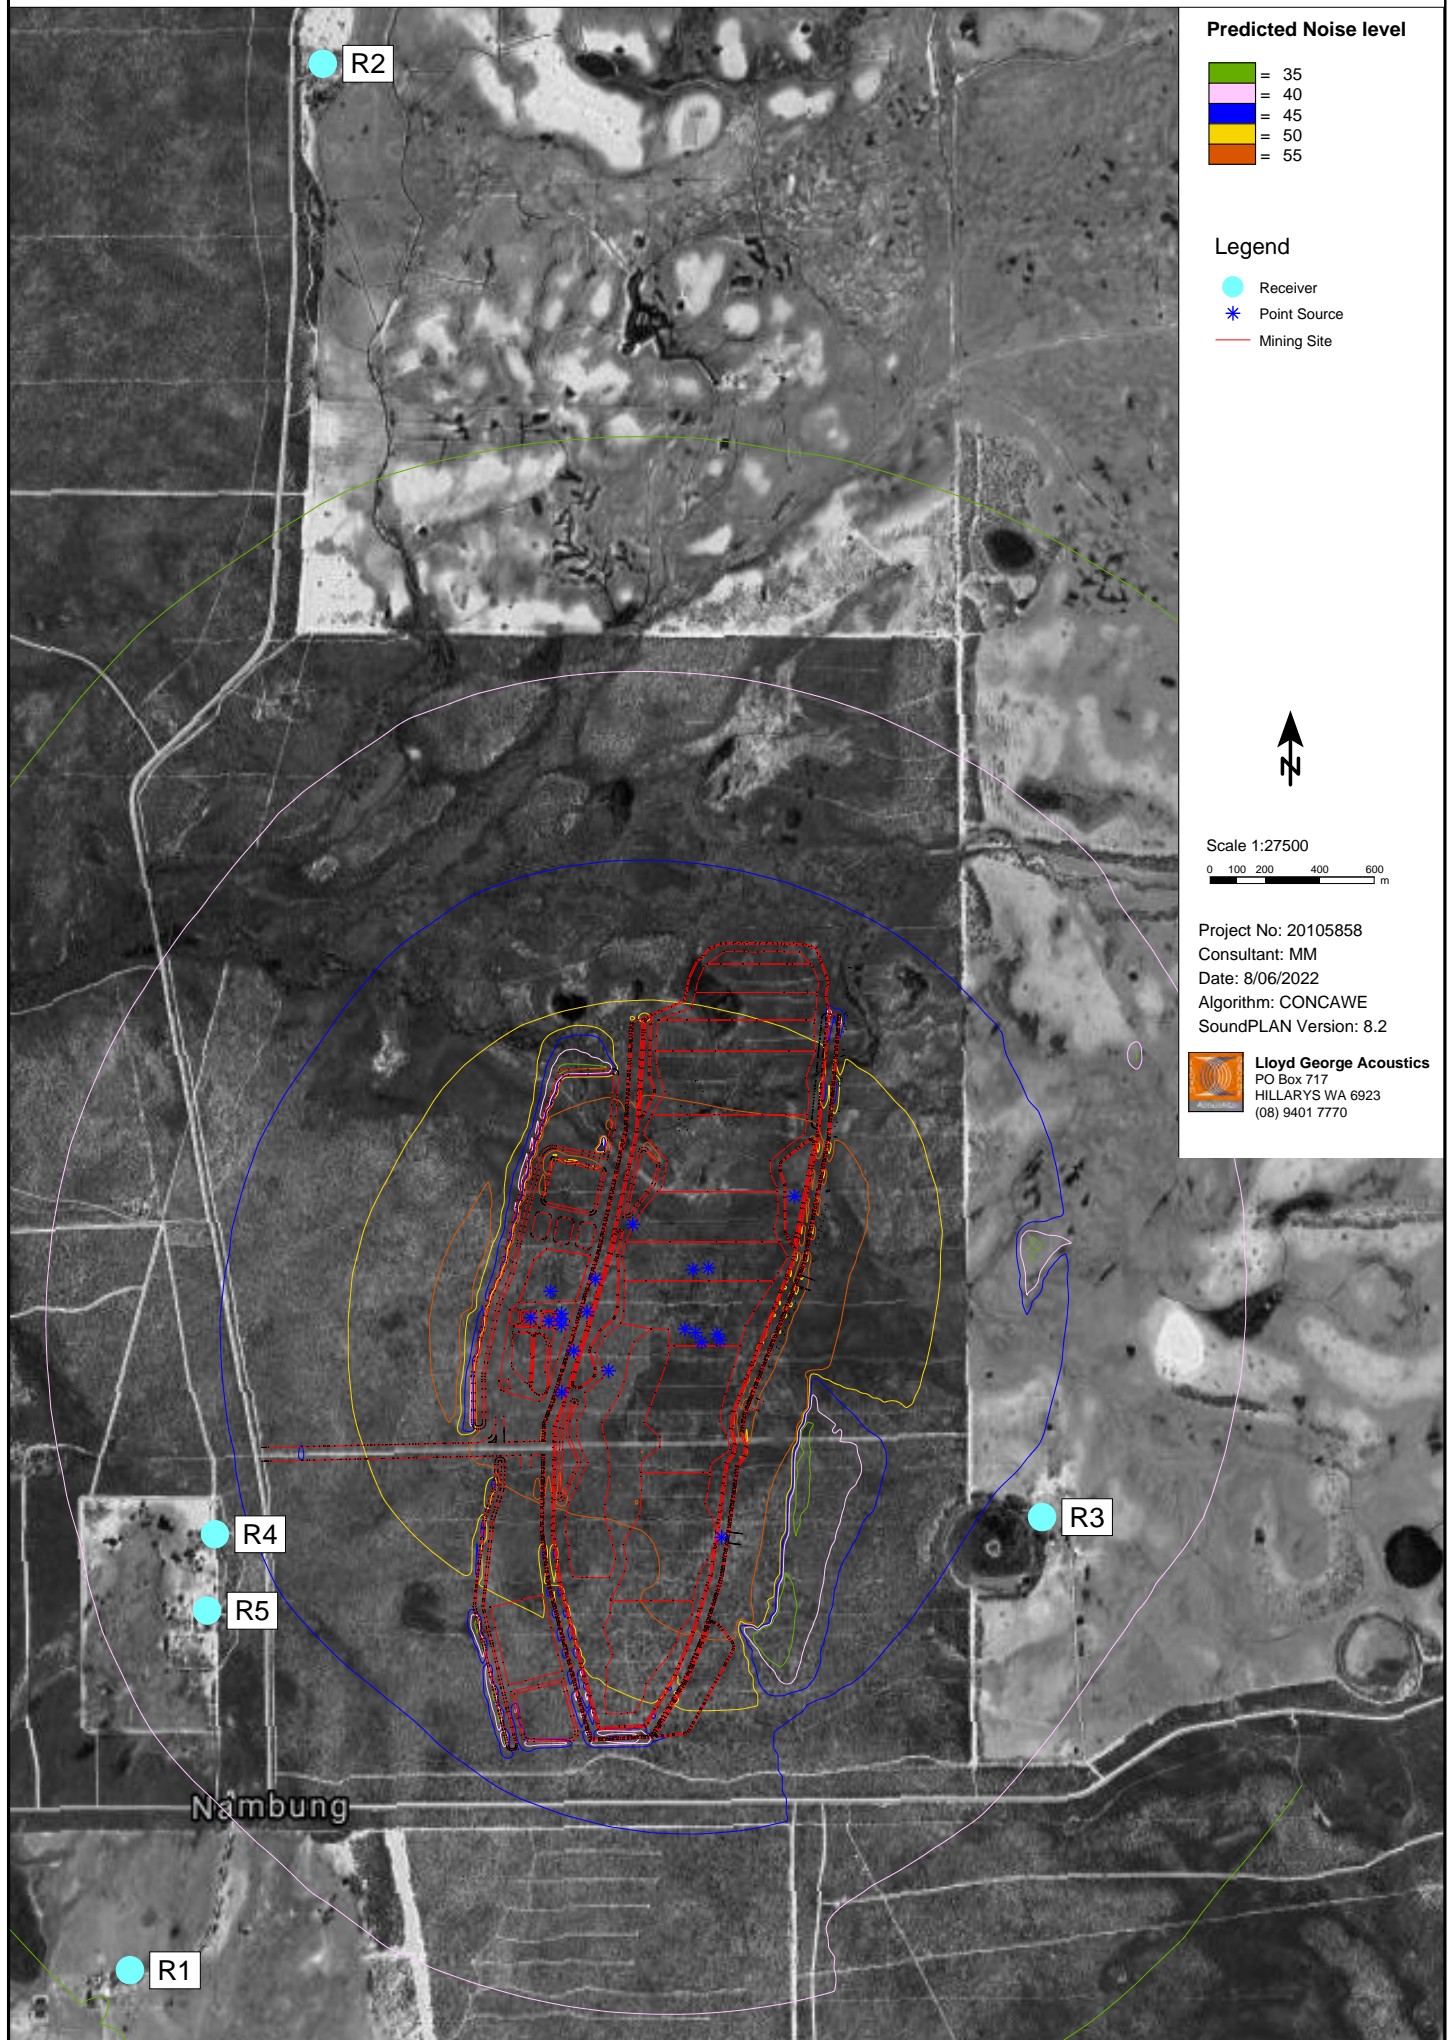 Predicted Noise level
= 35
= 40
= 45
= 50
= 55
Legend
Receiver
Point Source
Mining Site
N
Scale 1:27500
0 100 200 400 600
m
Project No: 20105858
Consultant: MM
Date: 8/06/2022
Algorithm: CONCAWE
SoundPLAN Version: 8.2
Lloyd George Acoustics
PO Box 717
HILLARYS WA 6923
(08) 9401 7770
R2
R3
R4
R5
Nambung
R1